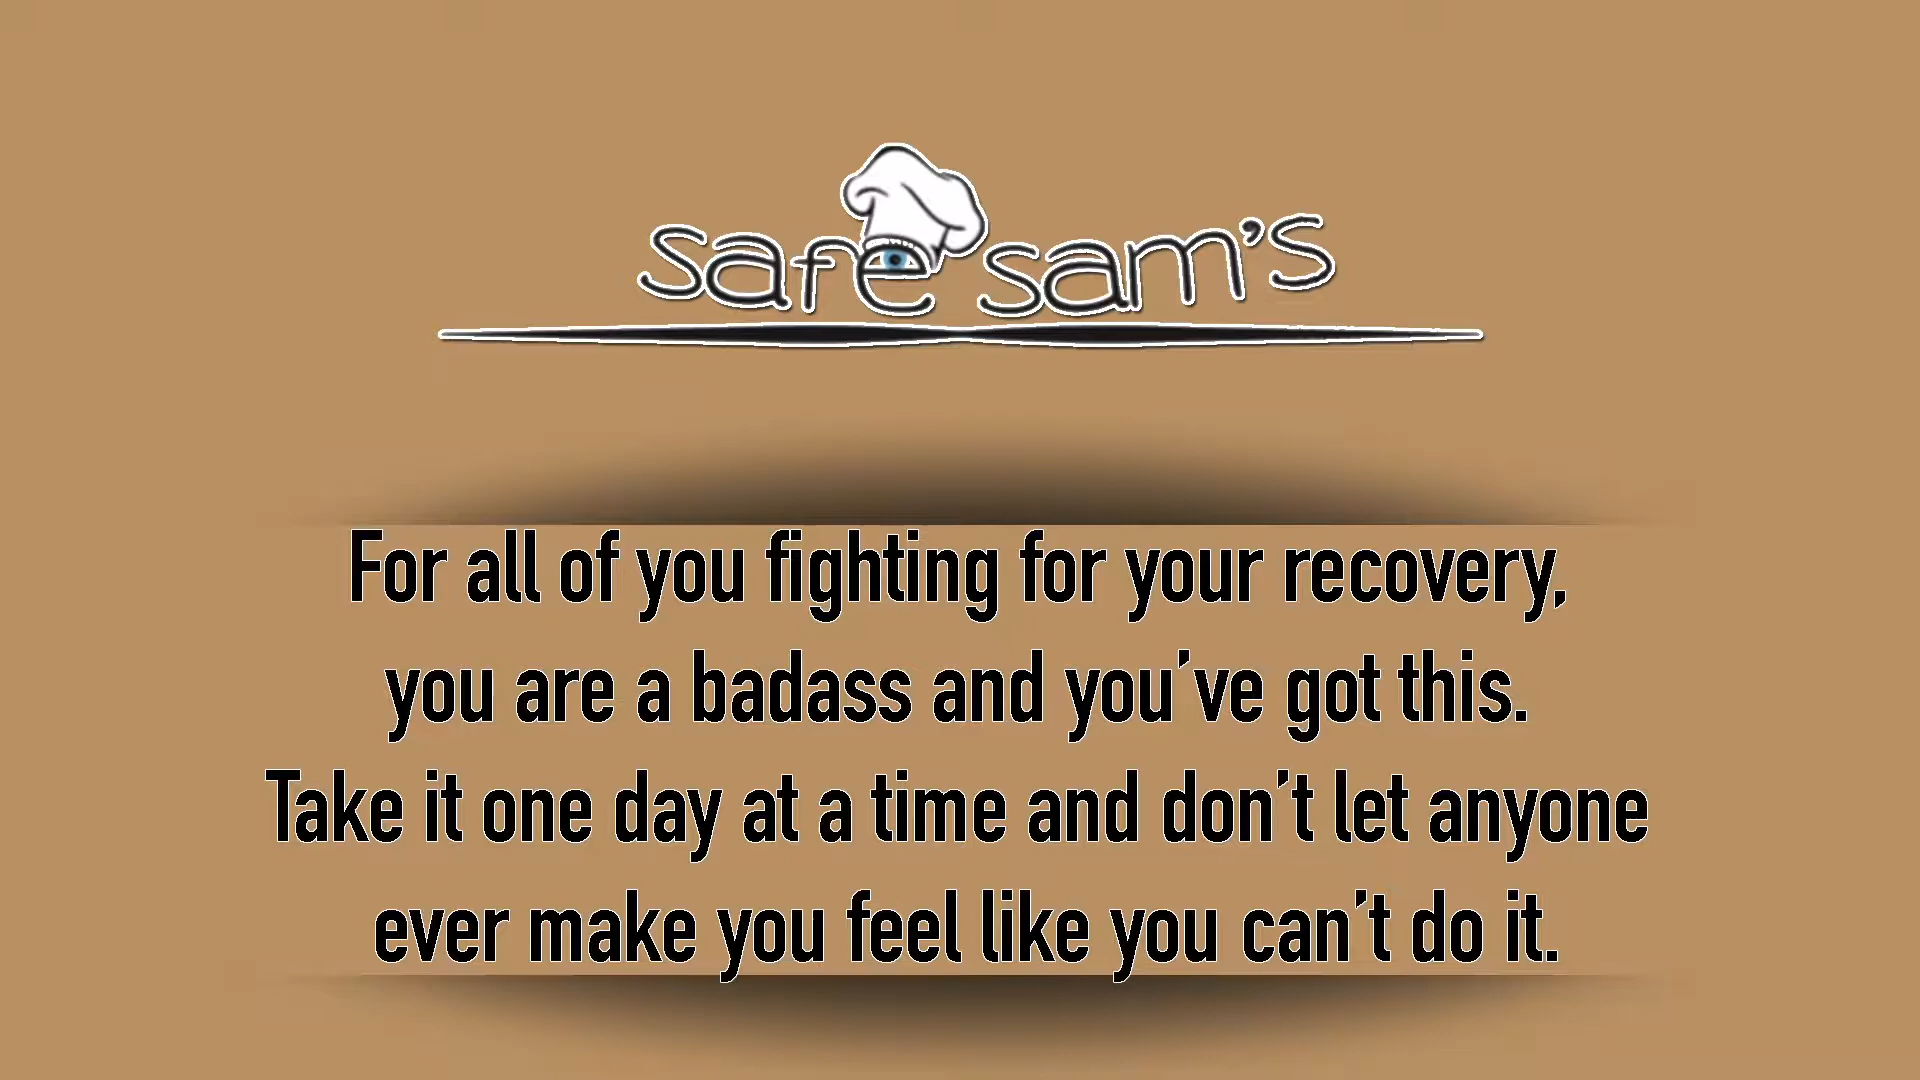 safe sam's
For all of you fighting for your recovery,
you are a badass and you've got this.
Take it one day at a time and don't let anyone
ever make you feel like you can't do it.